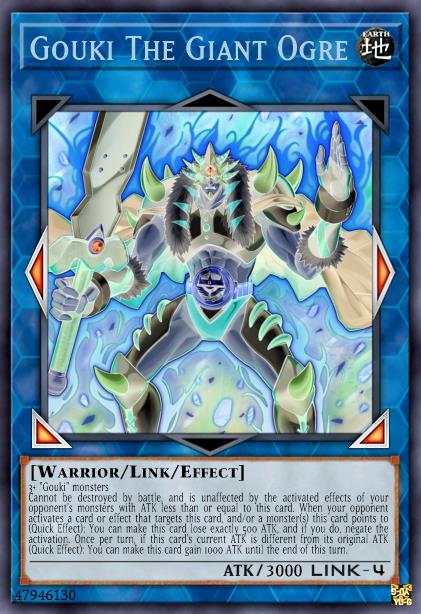 Gouki The Giant Ogre
EARTH
地
[Warrior/Link/Effect]
3+ "Gouki" monsters
Cannot be destroyed by battle, and is unaffected by the activated effects of your
opponent's monsters with ATK less than or equal to this card. When your opponent
activates a card or effect that targets this card, and/or a monster(s) this card points to
(Quick Effect): You can make this card lose exactly 500 ATK, and if you do, negate the
activation. Once per turn, if this card's current ATK is different from its original ATK
(Quick Effect): You can make this card gain 1000 ATK until the end of this turn.
ATK/3000 LINK-4
47946130